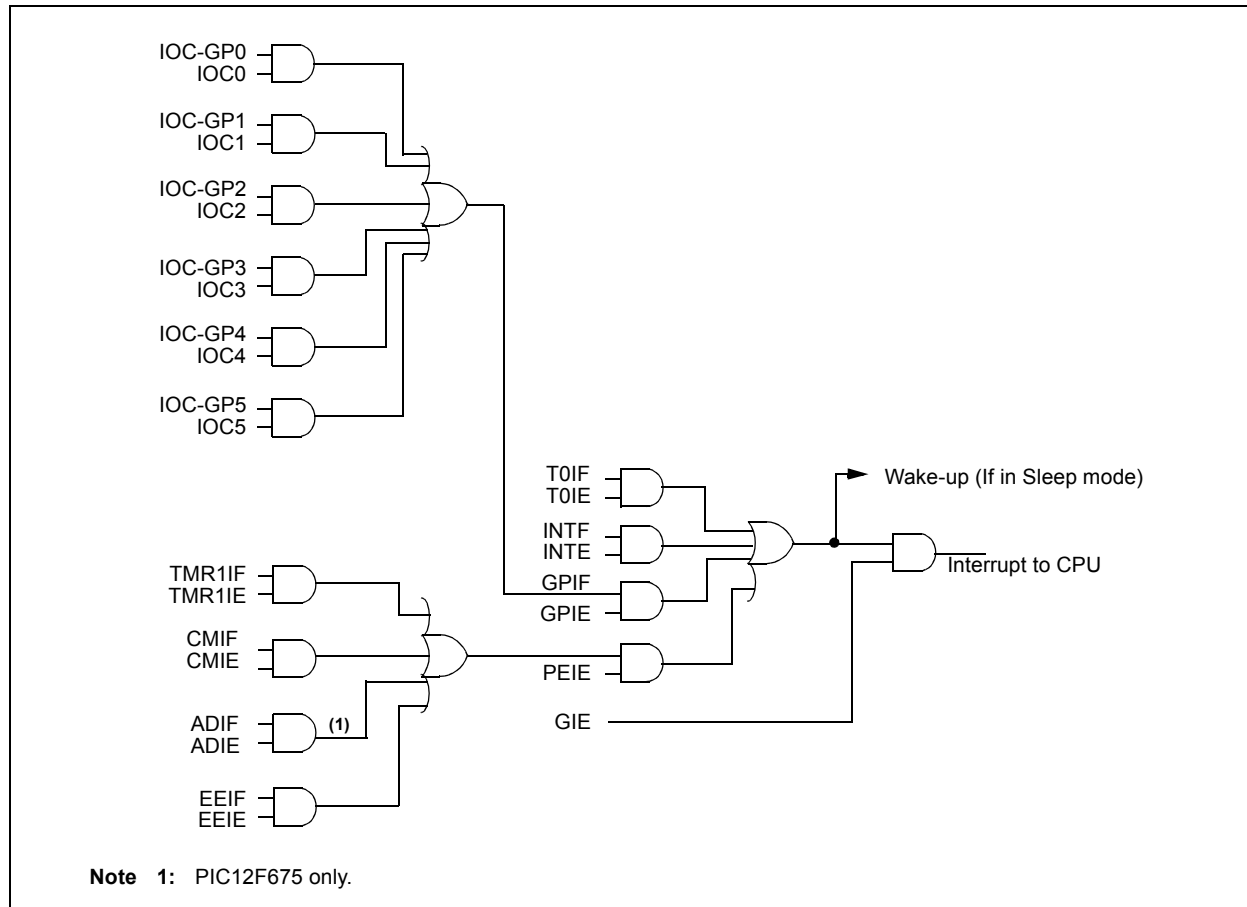 IOC-GP0
IOC0
IOC-GP1
IOC1
IOC-GP2
IOC2
IOC-GP3
IOC3
IOC-GP4
IOC4
IOC-GP5
IOC5
T0IF
T0IE
Wake-up (If in Sleep mode)
INTF
INTE
Interrupt to CPU
TMR1IF
TMR1IE
GPIF
GPIE
CMIF
CMIE
PEIE
ADIF
(1)
ADIE
GIE
EEIF
EEIE
Note 1: PIC12F675 only.